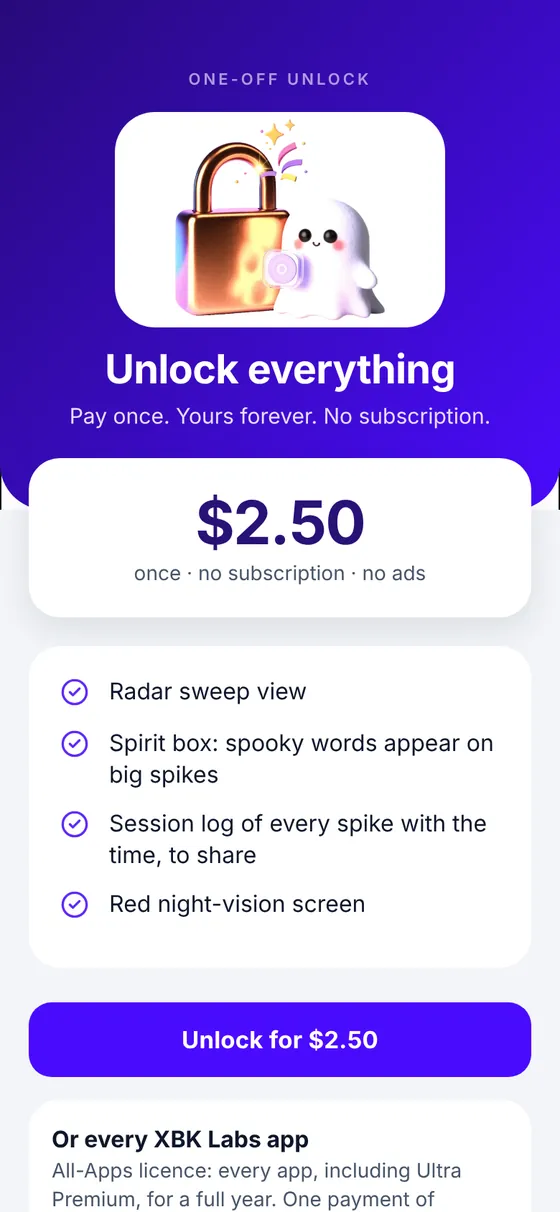 ONE-OFF UNLOCK
Unlock everything
Pay once. Yours forever. No subscription.
$2.50
once · no subscription · no ads
Radar sweep view
Spirit box: spooky words appear on
big spikes
Session log of every spike with the
time, to share
Red night-vision screen
Unlock for $2.50
Or every XBK Labs app
All-Apps licence: every app, including Ultra
Premium, for a full year. One payment of